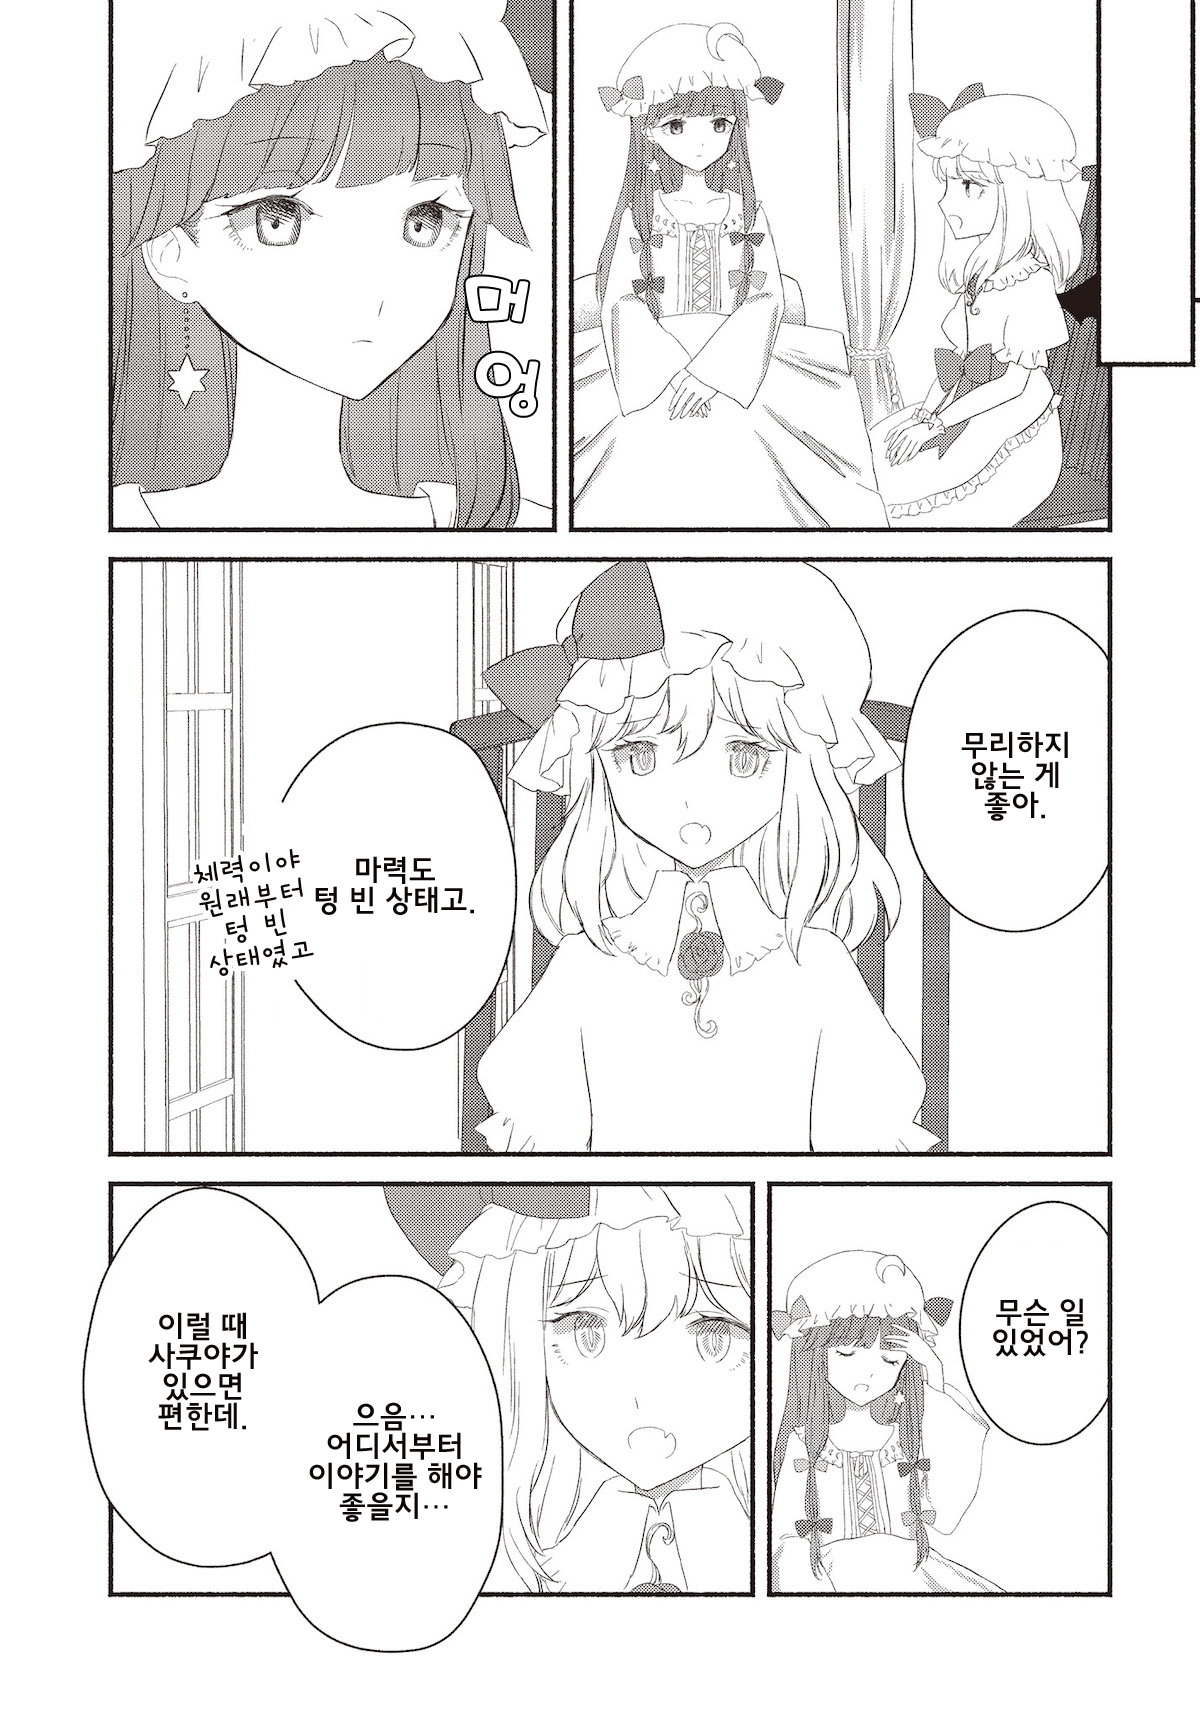 매
엉
무리하지
않는 게
좋아.
마력도
텅 빈 상태고.
체력이야
원래부터
텅 빈
상태였고
무슨 일
있었어?
으음…
어디서부터
이야기를 해야
좋을지…
이럴 때
사쿠야가
있으면
편한데.